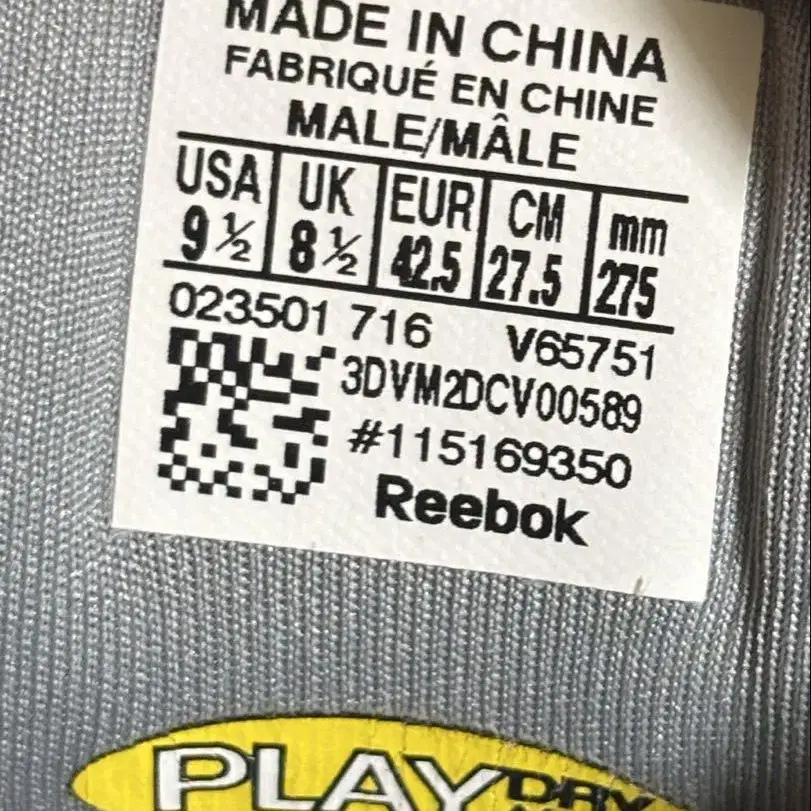 MADE IN CHINA
FABRIQUÉ EN CHINE
MALE/MÂLE
USA UK EUR CM mm
9 ½ 8 ½ 42.5 27.5 275
023501 716 V65751
3DVM2DCV00589
#115169350
Reebok
PLAY DRY